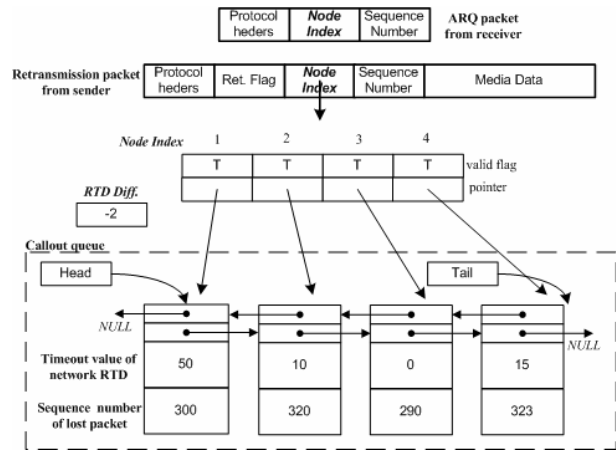 Protocol heders
Node Index
Sequence Number
ARQ packet from receiver
Retransmission packet from sender
Protocol heders
Ret. Flag
Node Index
Sequence Number
Media Data
Node Index
1
2
3
4
T
T
T
T
valid flag
pointer
RTD Diff.
-2
Callout queue
Head
Tail
NULL
NULL
Timeout value of network RTD
50
10
0
15
Sequence number of lost packet
300
320
290
323